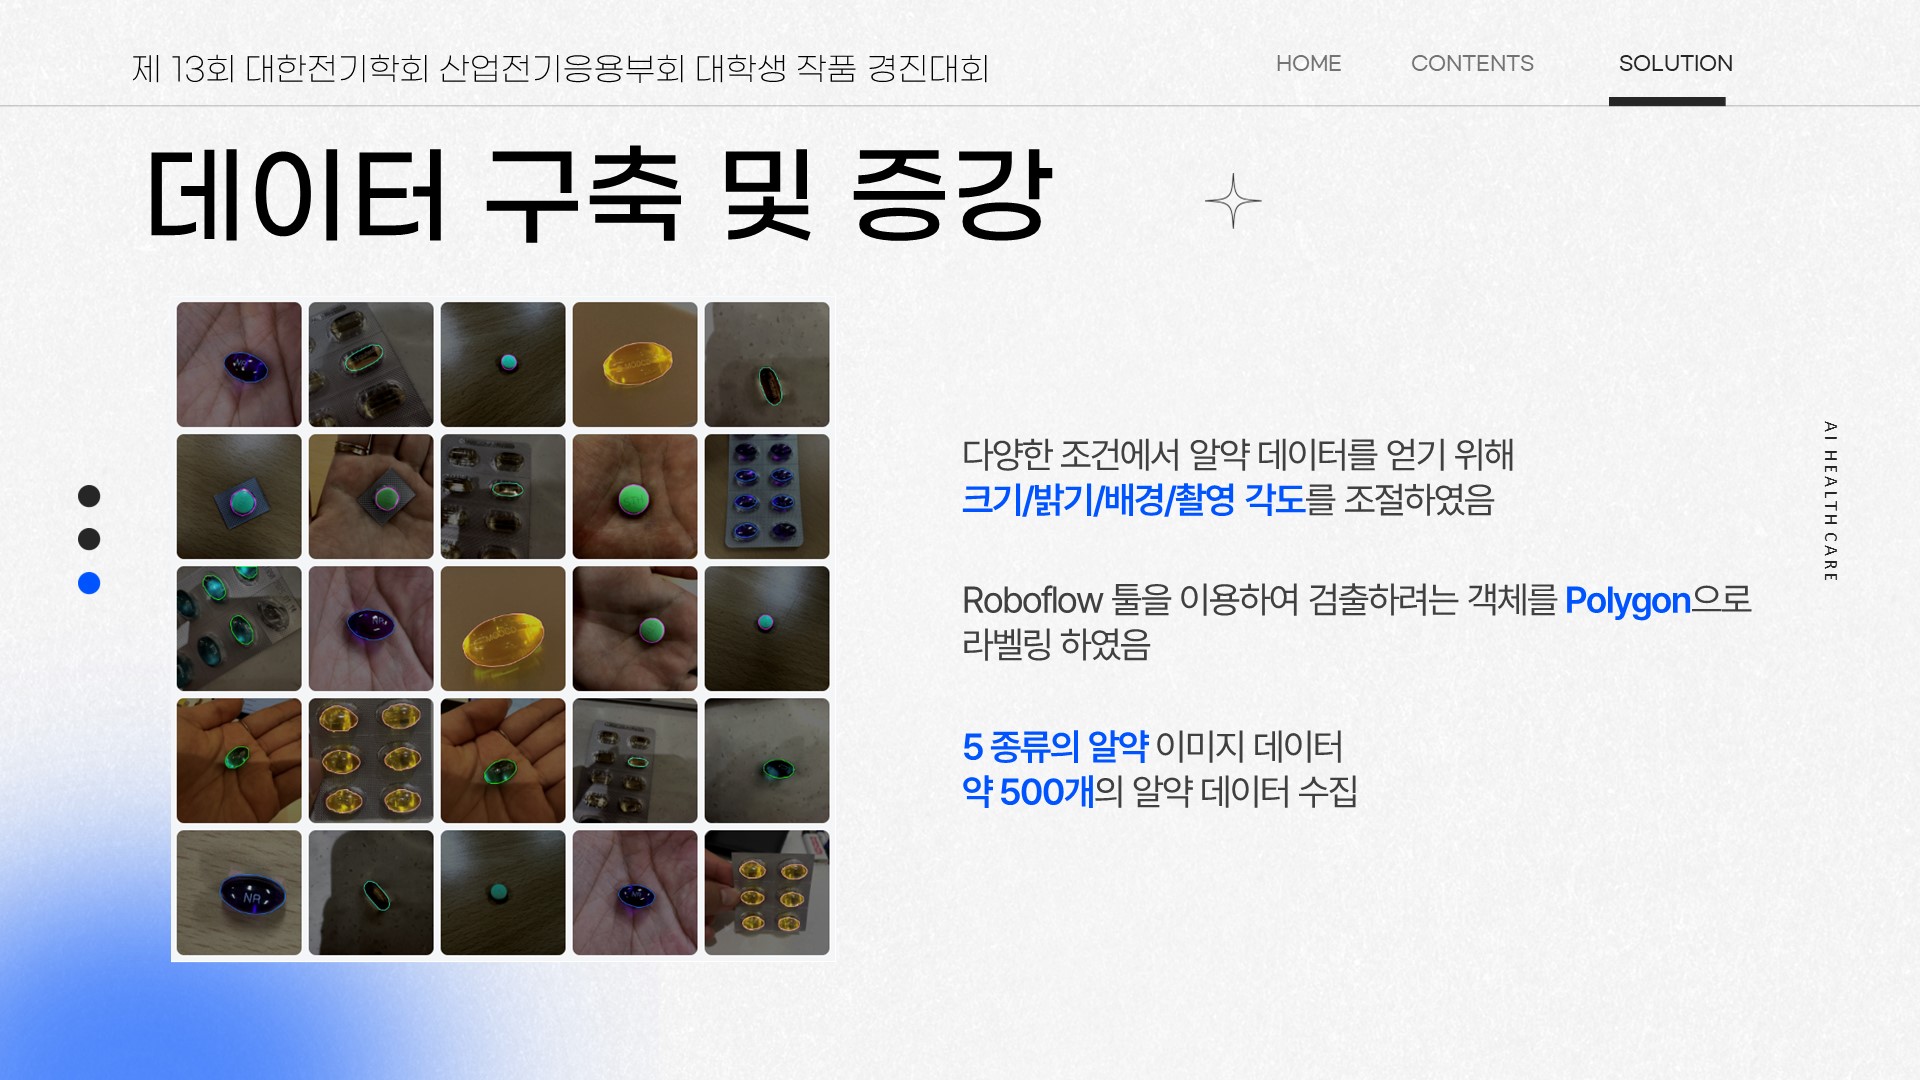 제 13회 대한전기학회 산업전기응용부회 대학생 작품 경진대회
HOME
CONTENTS
SOLUTION
데이터 구축 및 증강
다양한 조건에서 알약 데이터를 얻기 위해
크기/밝기/배경/촬영 각도를 조절하였음
Roboflow 툴을 이용하여 검출하려는 객체를 Polygon으로
라벨링 하였음
5 종류의 알약 이미지 데이터
약 500개의 알약 데이터 수집
AI HEALTH CARE
NR